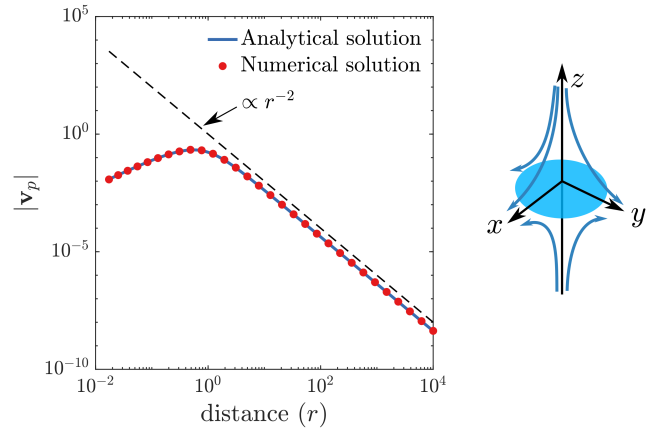 10^5
10^0
10^{-5}
10^{-10}
|v_p|
Analytical solution
Numerical solution
∝ r^{-2}
10^{-2}
10^0
10^2
10^4
distance (r)
z
x
y